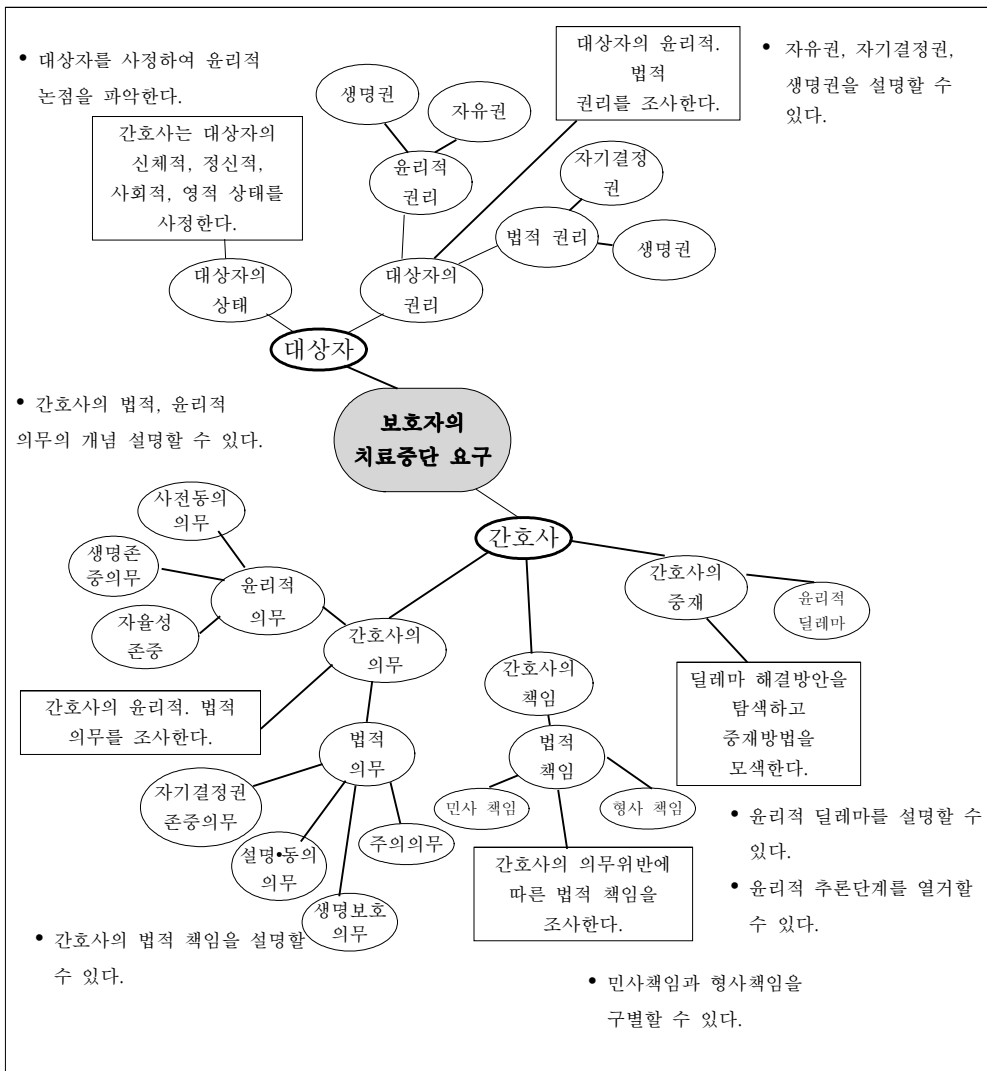 • 대상자를 사정하여 윤리적
논점을 파악한다.
간호사는 대상자의
신체적, 정신적,
사회적, 영적 상태를
사정한다.
대상자의
상태
생명권
자유권
윤리적
권리
대상자의 윤리적.
법적
권리를 조사한다.
• 자유권, 자기결정권,
생명권을 설명할 수
있다.
자기결정
권
법적 권리
생명권
대상자의
권리
대상자
• 간호사의 법적, 윤리적
의무의 개념 설명할 수 있다.
보호자의
치료중단 요구
간호사
사전동의
의무
생명존
중의무
자율성
존중
윤리적
의무
간호사의
의무
간호사의 윤리적. 법적
의무를 조사한다.
법적
의무
자기결정권
존중의무
설명•동의
의무
생명보호
의무
주의의무
간호사의
책임
법적
책임
민사 책임
형사 책임
간호사의 의무위반에
따른 법적 책임을
조사한다.
간호사의
중재
윤리적
딜레마
딜레마 해결방안을
탐색하고
중재방법을
모색한다.
• 윤리적 딜레마를 설명할 수
있다.
• 윤리적 추론단계를 열거할
수 있다.
• 간호사의 법적 책임을 설명할
수 있다.
• 민사책임과 형사책임을
구별할 수 있다.